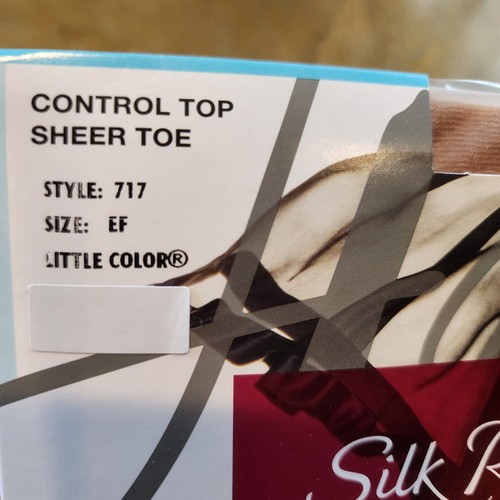 CONTROL TOP
SHEER TOE
STYLE: 717
SIZE: EF
LITTLE COLOR®
Silk